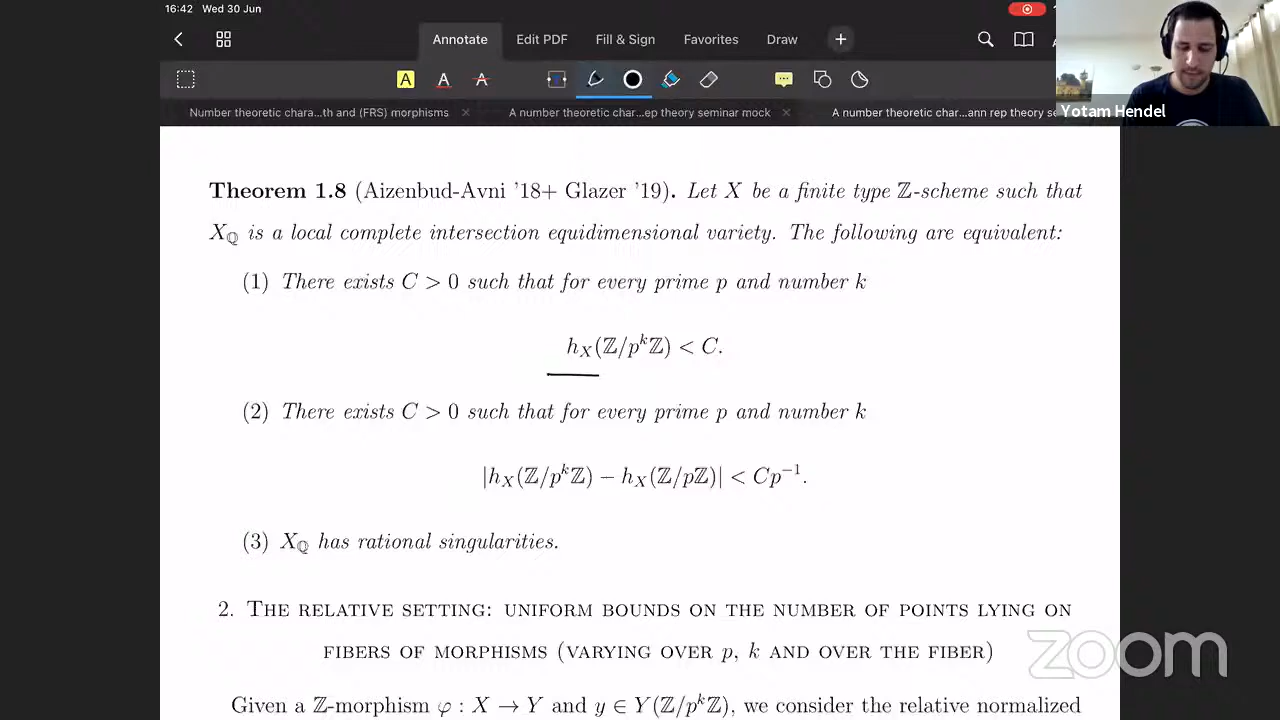 16:42 Wed 30 Jun
Annotate Edit PDF Fill & Sign Favorites Draw
Yotam Hendel
Number theoretic chara...th and (FRS) morphisms
A number theoretic char...ep theory seminar mock
A number theoretic char...ann rep theory se
Theorem 1.8 (Aizenbud-Avni '18+ Glazer '19). Let X be a finite type ℤ-scheme such that
X_ℚ is a local complete intersection equidimensional variety. The following are equivalent:
(1) There exists C > 0 such that for every prime p and number k
h_X(ℤ/p^kℤ) < C.
(2) There exists C > 0 such that for every prime p and number k
|h_X(ℤ/p^kℤ) − h_X(ℤ/pℤ)| < Cp^{−1}.
(3) X_ℚ has rational singularities.
2. THE RELATIVE SETTING: UNIFORM BOUNDS ON THE NUMBER OF POINTS LYING ON
FIBERS OF MORPHISMS (VARYING OVER p, k AND OVER THE FIBER)
zoom
Given a ℤ-morphism φ : X → Y and y ∈ Y(ℤ/p^kℤ), we consider the relative normalized